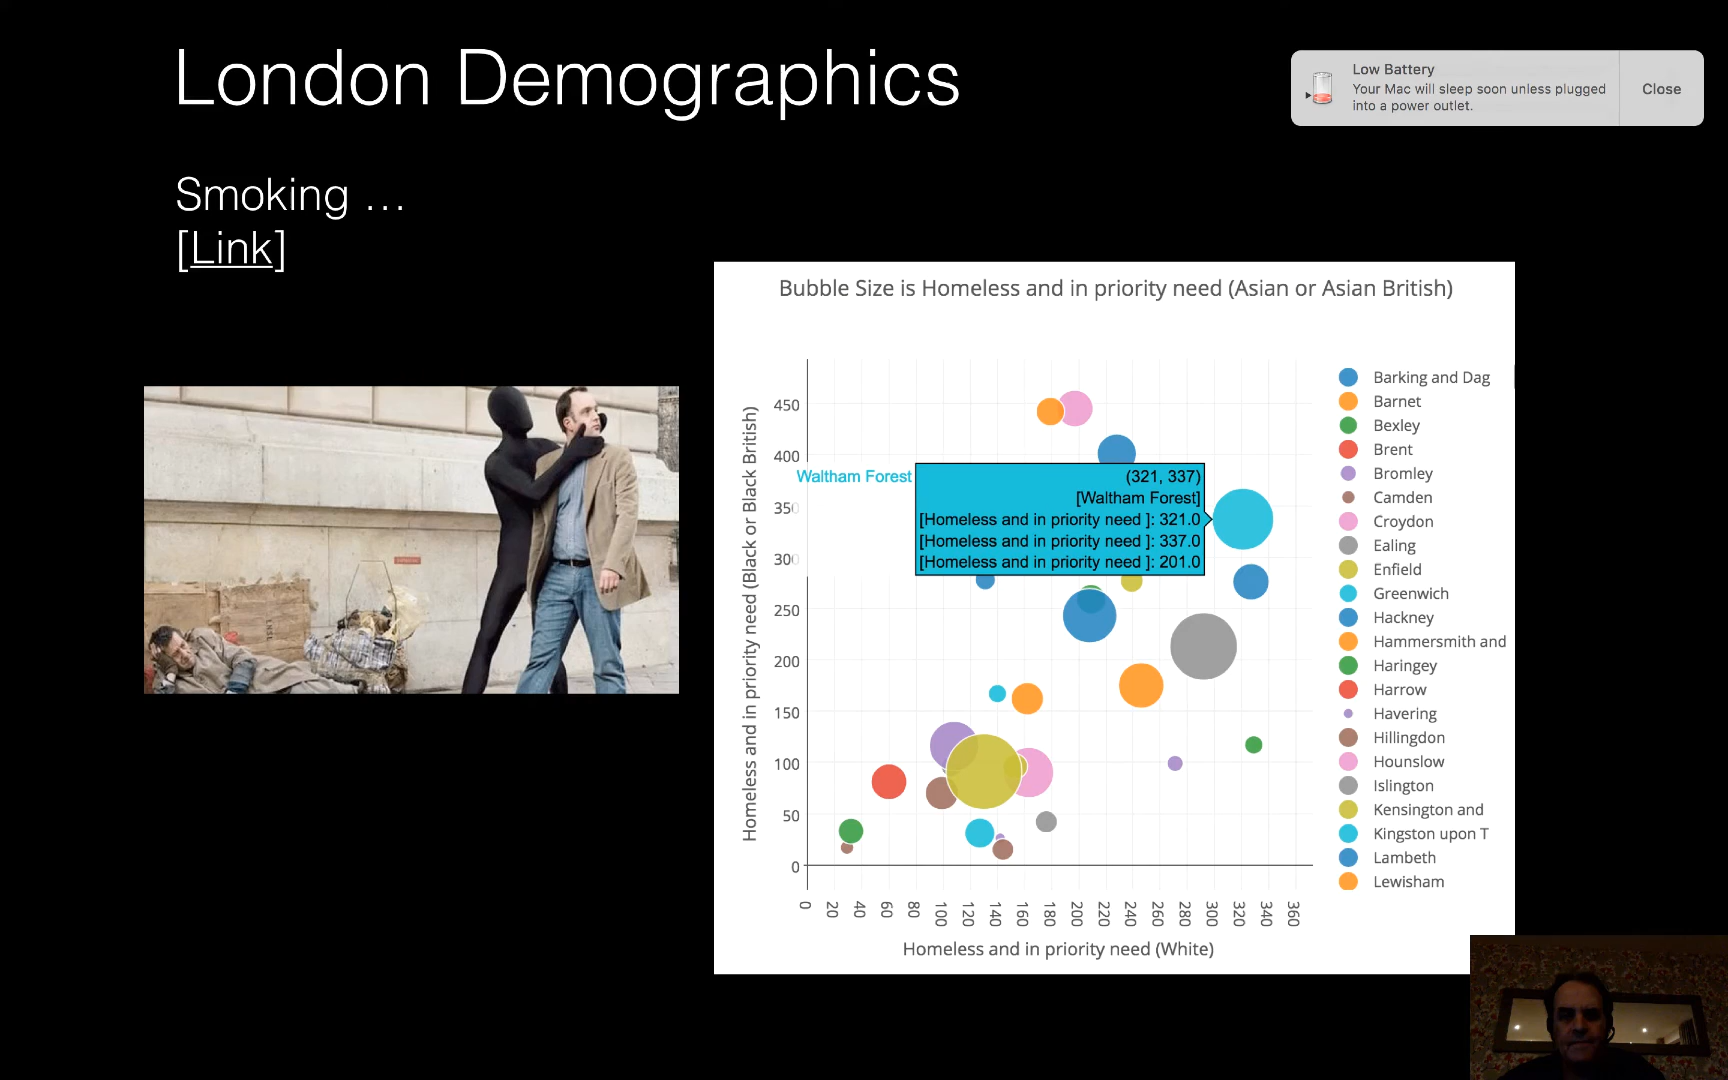 London Demographics
Low Battery
Your Mac will sleep soon unless plugged
into a power outlet.
Close
Smoking ...
[Link]
Bubble Size is Homeless and in priority need (Asian or Asian British)
Homeless and in priority need (Black or Black British)
450
400
350
300
250
200
150
100
50
0
Waltham Forest
(321, 337)
[Waltham Forest]
[Homeless and in priority need ]: 321.0
[Homeless and in priority need ]: 337.0
[Homeless and in priority need ]: 201.0
0 20 40 60 80 100 120 140 160 180 200 220 240 260 280 300 320 340 360
Homeless and in priority need (White)
Barking and Dag
Barnet
Bexley
Brent
Bromley
Camden
Croydon
Ealing
Enfield
Greenwich
Hackney
Hammersmith and
Haringey
Harrow
Havering
Hillingdon
Hounslow
Islington
Kensington and
Kingston upon T
Lambeth
Lewisham